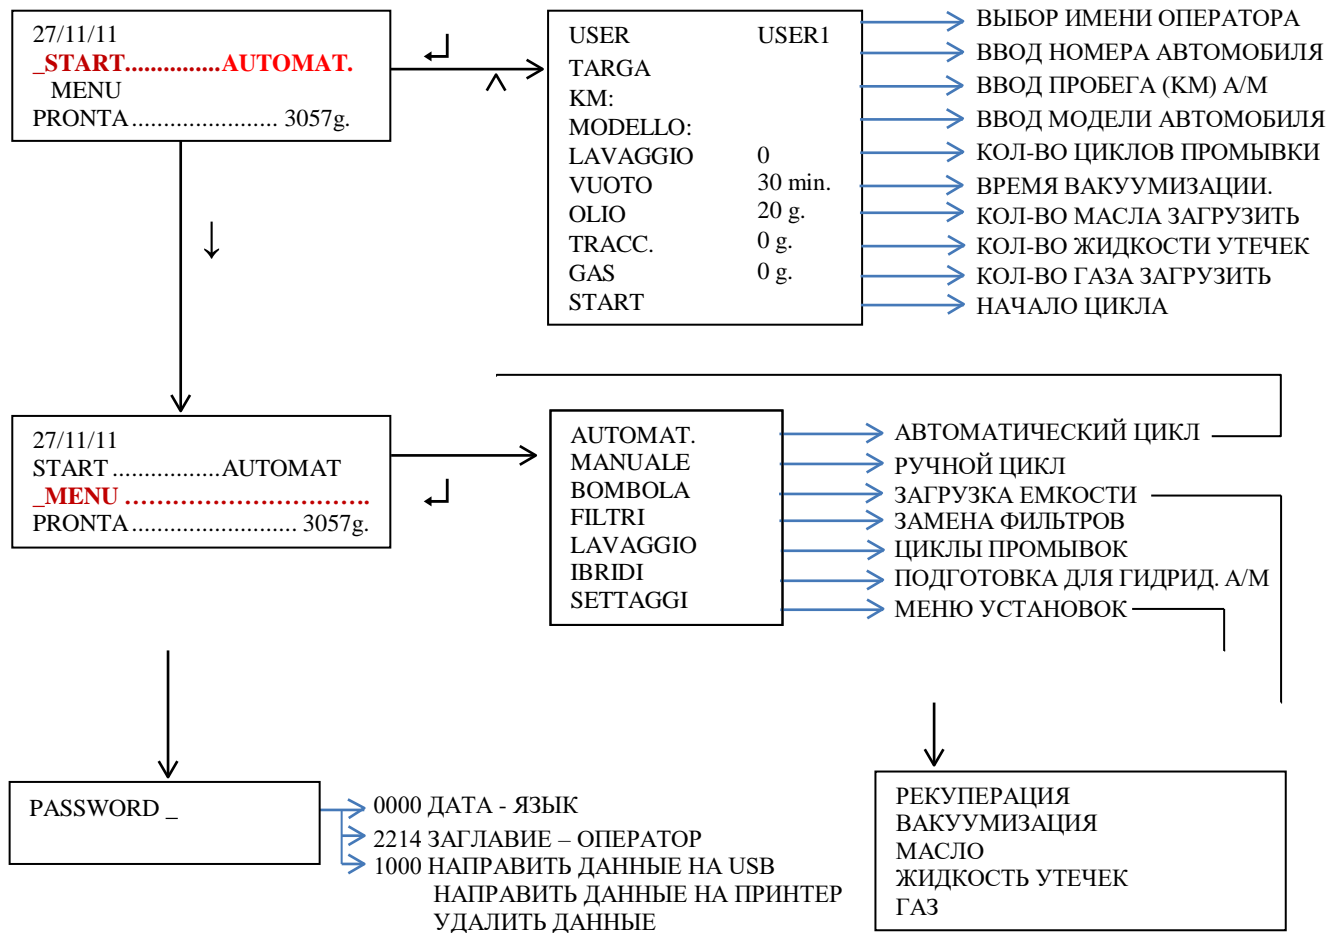 27/11/11
_START...............AUTOMAT.
MENU
PRONTA........................ 3057g.
USER USER1
TARGA
KM:
MODELLO:
LAVAGGIO 0
VUOTO 30 min.
OLIO 20 g.
TRACC. 0 g.
GAS 0 g.
START
ВЫБОР ИМЕНИ ОПЕРАТОРА
ВВОД НОМЕРА АВТОМОБИЛЯ
ВВОД ПРОБЕГА (КМ) А/М
ВВОД МОДЕЛИ АВТОМОБИЛЯ
КОЛ-ВО ЦИКЛОВ ПРОМЫВКИ
ВРЕМЯ ВАКУУМИЗАЦИИ.
КОЛ-ВО МАСЛА ЗАГРУЗИТЬ
КОЛ-ВО ЖИДКОСТИ УТЕЧЕК
КОЛ-ВО ГАЗА ЗАГРУЗИТЬ
НАЧАЛО ЦИКЛА
27/11/11
START .................AUTOMAT
_MENU ................................
PRONTA.......................... 3057g.
AUTOMAT.
MANUALE
BOMBOLA
FILTRI
LAVAGGIO
IBRIDI
SETTAGGI
АВТОМАТИЧЕСКИЙ ЦИКЛ
РУЧНОЙ ЦИКЛ
ЗАГРУЗКА ЕМКОСТИ
ЗАМЕНА ФИЛЬТРОВ
ЦИКЛЫ ПРОМЫВОК
ПОДГОТОВКА ДЛЯ ГИДРИД. А/М
МЕНЮ УСТАНОВОК
PASSWORD _
0000 ДАТА - ЯЗЫК
2214 ЗАГЛАВИЕ – ОПЕРАТОР
1000 НАПРАВИТЬ ДАННЫЕ НА USB
НАПРАВИТЬ ДАННЫЕ НА ПРИНТЕР
УДАЛИТЬ ДАННЫЕ
РЕКУПЕРАЦИЯ
ВАКУУМИЗАЦИЯ
МАСЛО
ЖИДКОСТЬ УТЕЧЕК
ГАЗ